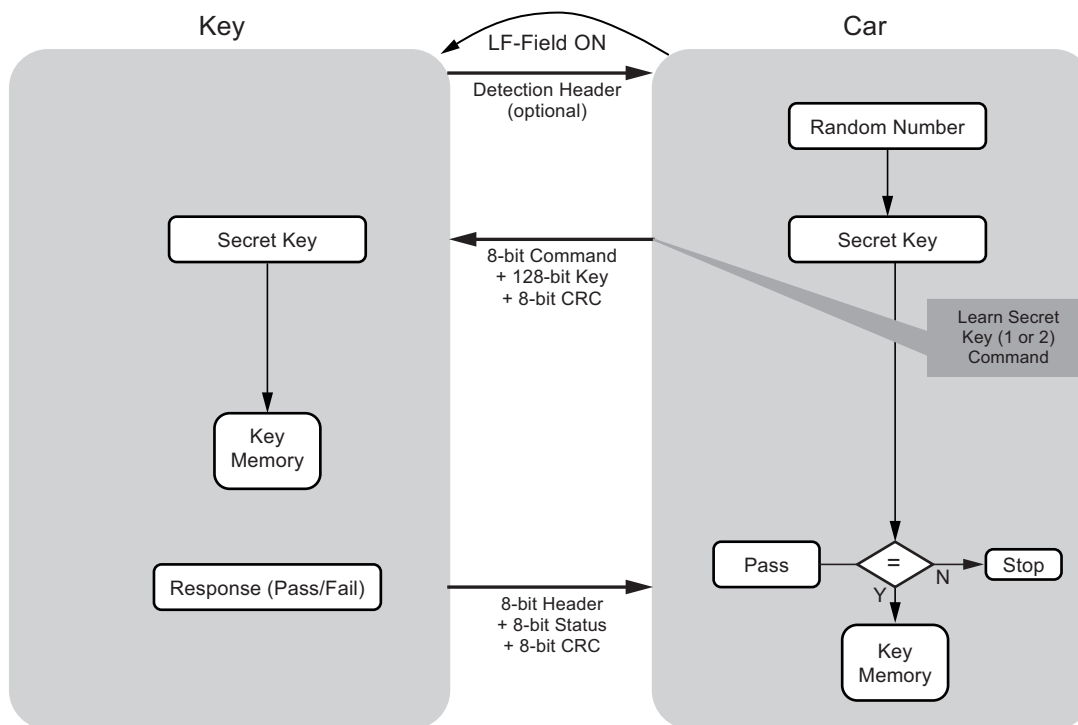 Key
LF-Field ON
Car
Detection Header
(optional)
Random Number
Secret Key
8-bit Command
+ 128-bit Key
+ 8-bit CRC
Secret Key
Learn Secret
Key (1 or 2)
Command
Key
Memory
Response (Pass/Fail)
8-bit Header
+ 8-bit Status
+ 8-bit CRC
Pass
=
N
Stop
Y
Key
Memory